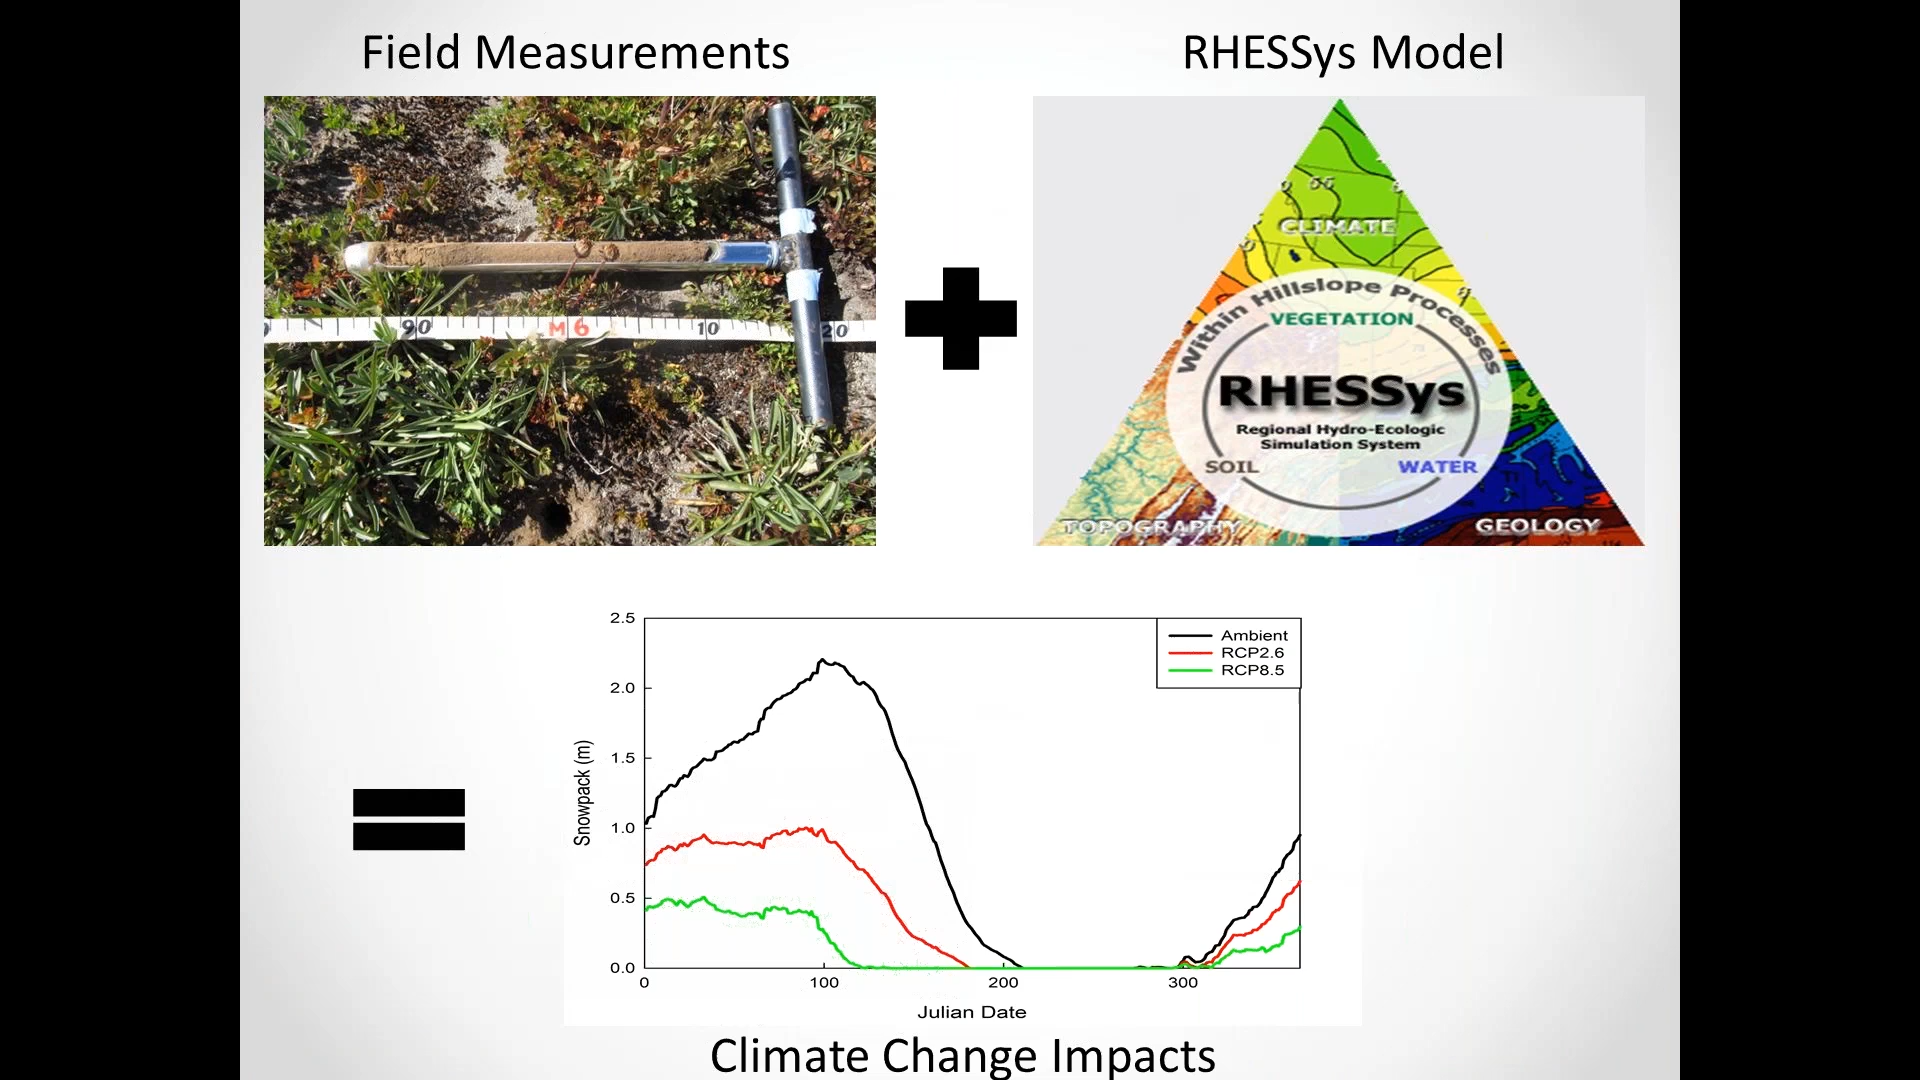 Field Measurements
RHESSys Model
90 M 6 10 20
CLIMATE
Within Hillslope Processes
VEGETATION
RHESSys
Regional Hydro-Ecologic
Simulation System
SOIL WATER
TOPOGRAPHY GEOLOGY
2.5
2.0
1.5
1.0
0.5
0.0
Snowpack (m)
Ambient
RCP2.6
RCP8.5
0 100 200 300
Julian Date
Climate Change Impacts